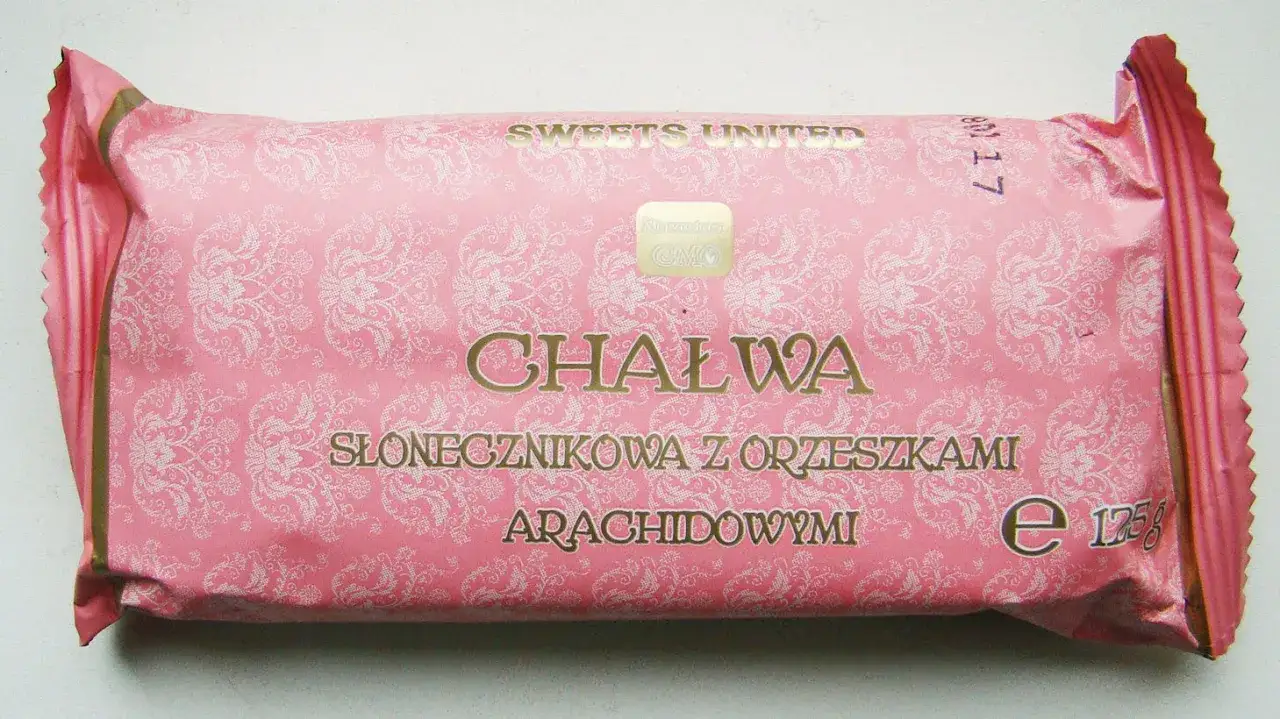 SWEETS UNITED
CHAŁWA
SŁONECZNIKOWA Z ORZESZKAMI
ARACHIDOWYMI
e 125 g